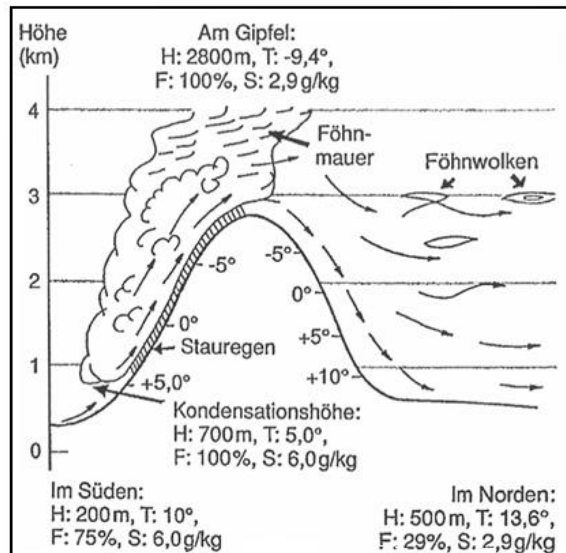 Höhe
(km)
Am Gipfel:
H: 2800m, T: -9,4°,
F: 100%, S: 2,9g/kg
4
Föhn-
mauer
Föhnwolken
3
-5°
-5°
2
0°
0°
+5°
Stauregen
1
+5,0°
+10°
Kondensationshöhe:
H: 700m, T: 5,0°,
F: 100%, S: 6,0g/kg
0
Im Süden:
H: 200m, T: 10°,
F: 75%, S: 6,0g/kg
Im Norden:
H: 500m, T: 13,6°,
F: 29%, S: 2,9g/kg